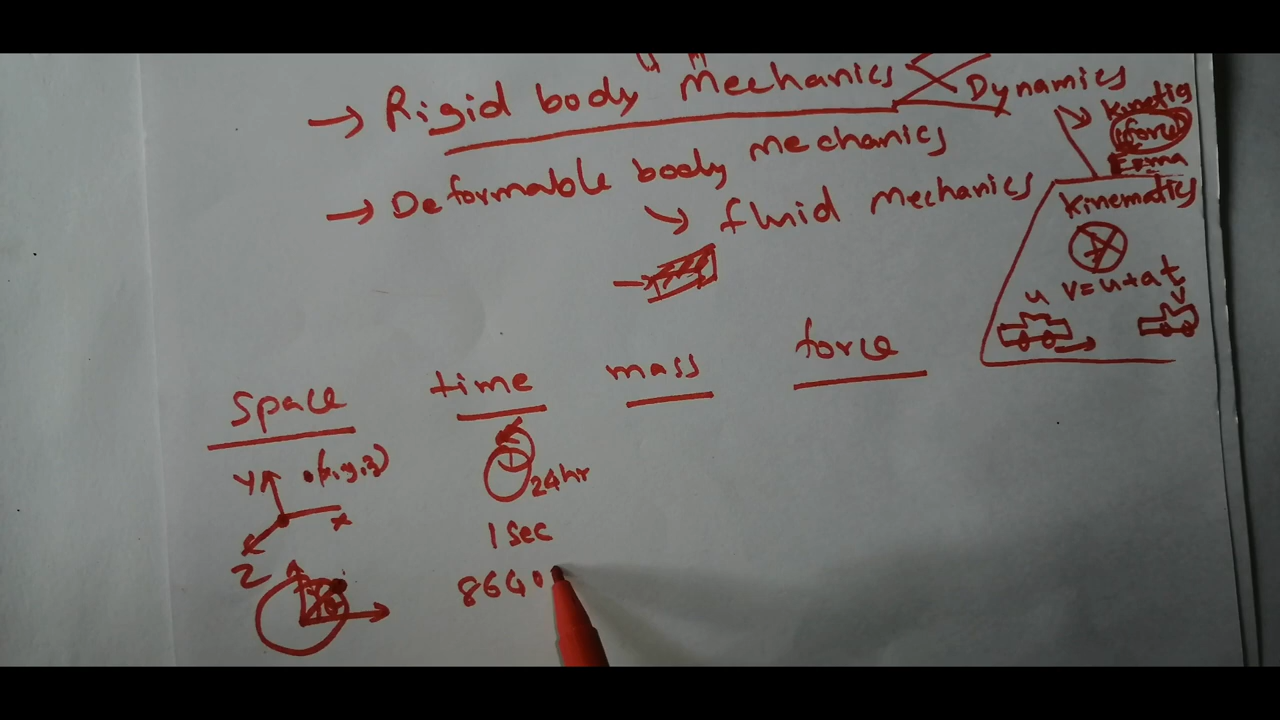 → Rigid body mechanics Dynamics
→ Deformable body mechanics
→ fluid Mechanics
Kinetics
force
F=ma
Kinematics
v=u+at
u
v
Space time mass force
Y
(x,y,z)
x
Z
24hr
1 sec
8640